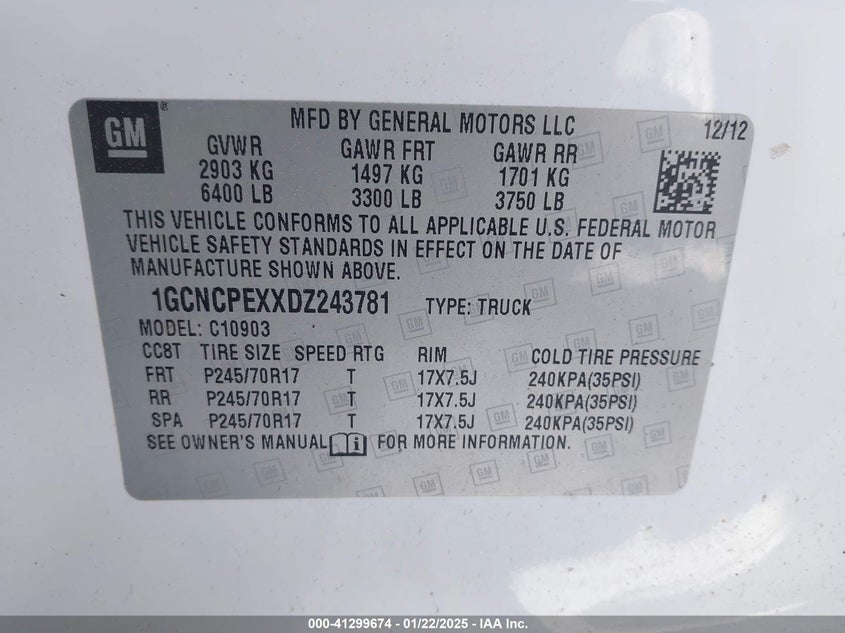 GM ® MFD BY GENERAL MOTORS LLC 12/12
GVWR GAWR FRT GAWR RR
2903 KG 1497 KG 1701 KG
6400 LB 3300 LB 3750 LB
THIS VEHICLE CONFORMS TO ALL APPLICABLE U.S. FEDERAL MOTOR
VEHICLE SAFETY STANDARDS IN EFFECT ON THE DATE OF
MANUFACTURE SHOWN ABOVE.
1GCNCPEXXDZ243781 TYPE: TRUCK
MODEL: C10903
CC8T TIRE SIZE SPEED RTG RIM COLD TIRE PRESSURE
FRT P245/70R17 T 17X7.5J 240KPA(35PSI)
RR P245/70R17 T 17X7.5J 240KPA(35PSI)
SPA P245/70R17 T 17X7.5J 240KPA(35PSI)
SEE OWNER'S MANUAL i FOR MORE INFORMATION.
000-41299674 - 01/22/2025 - IAA Inc.